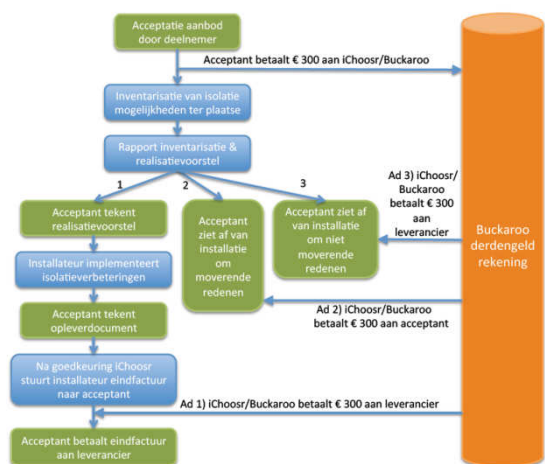 Acceptatie aanbod
door deelnemer
Acceptant betaalt € 300 aan iChoosr/Buckaroo
Inventarisatie van isolatie
mogelijkheden ter plaatse
Rapport inventarisatie &
realisatievoorstel
1
2
3
Acceptant tekent
realisatievoorstel
Acceptant
ziet af van
installatie
om
moverende
redenen
Acceptant ziet af
van installatie
om niet
moverende
redenen
Ad 3) iChoosr/
Buckaroo
betaalt € 300
aan
leverancier
Buckaroo
derdengeld
rekening
Installateur implementeert
isolatieverbeteringen
Ad 2) iChoosr/Buckaroo
betaalt € 300 aan acceptant
Acceptant tekent
opleverdocument
Na goedkeuring iChoosr
stuurt installateur eindfactuur
naar acceptant
Ad 1) iChoosr/Buckaroo betaalt € 300 aan leverancier
Acceptant betaalt eindfactuur
aan leverancier